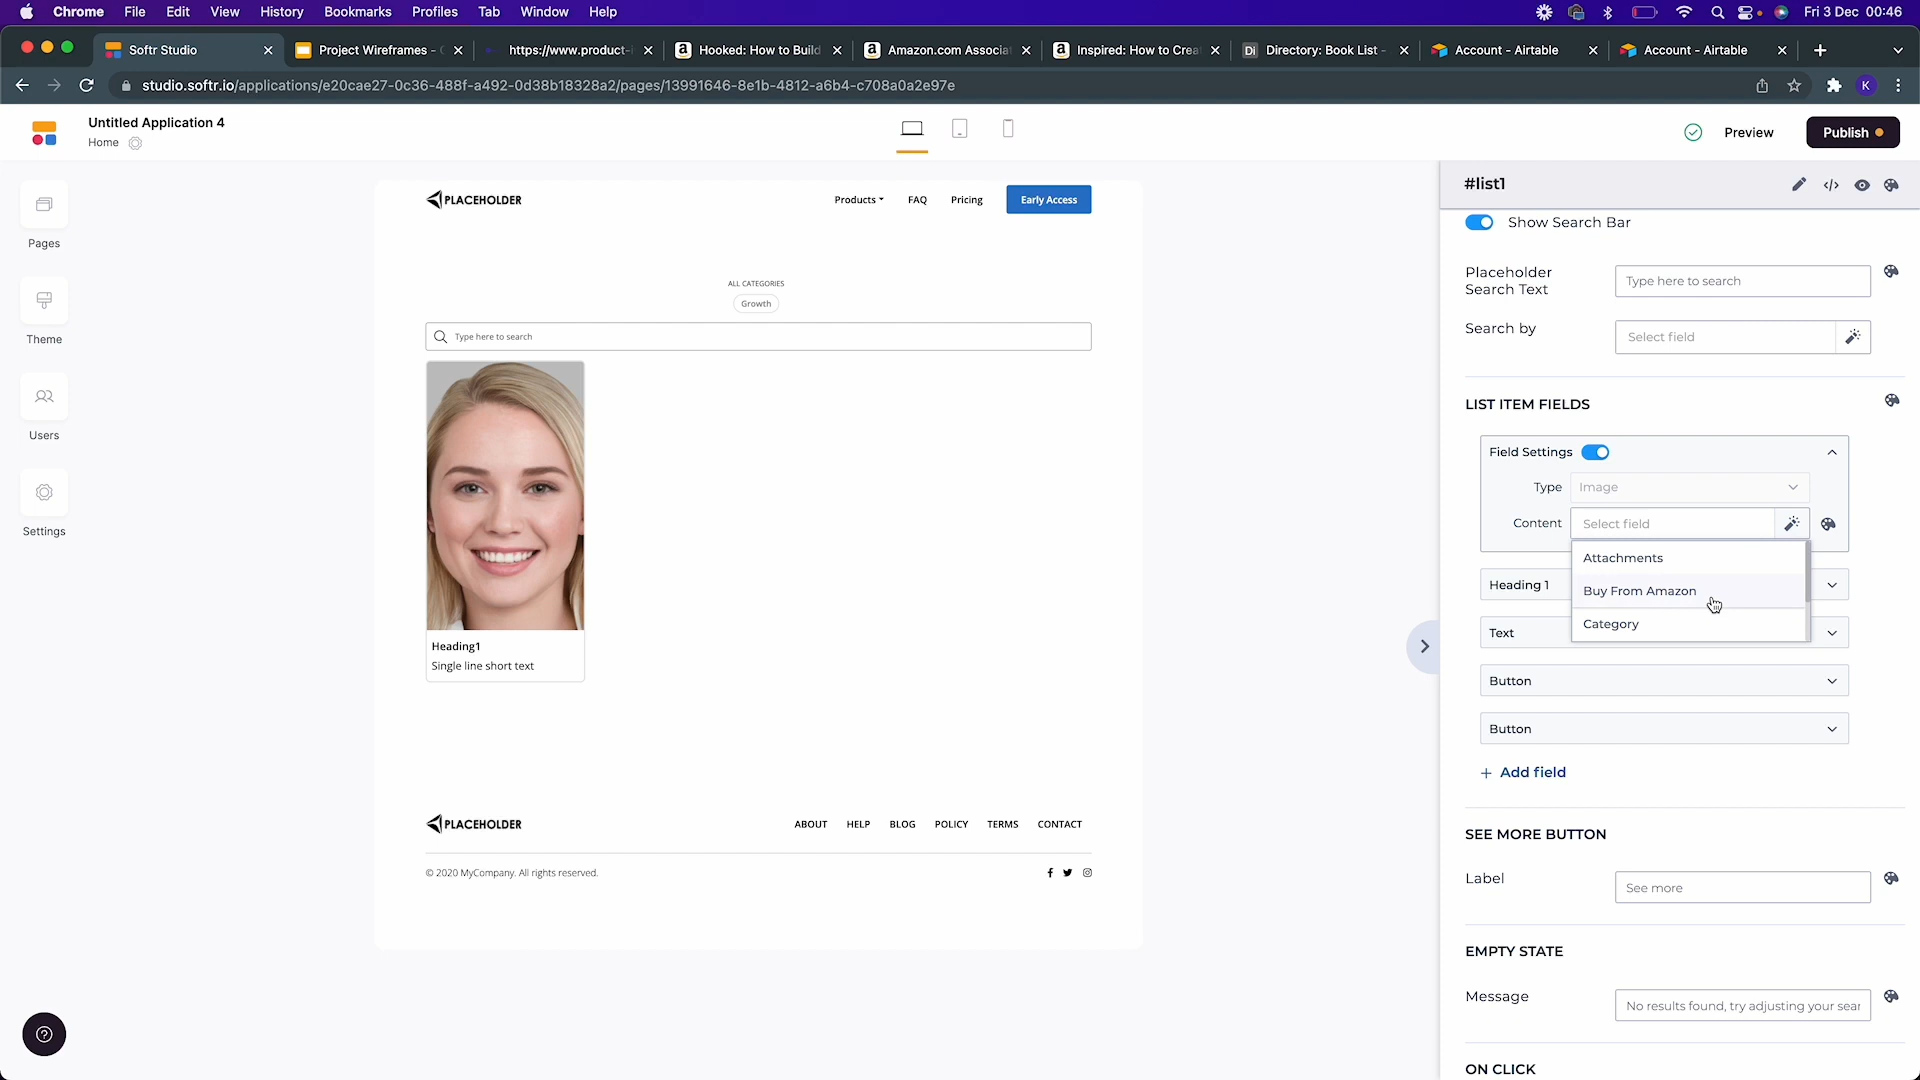 Chrome File Edit View History Bookmarks Profiles Tab Window Help Fri 3 Dec 00:46
Softr Studio Project Wireframes - https://www.product- Hooked: How to Build Amazon.com Associat Inspired: How to Crea Di Directory: Book List - Account - Airtable Account - Airtable
studio.softr.io/applications/e20cae27-0c36-488f-a492-0d38b18328a2/pages/13991646-8e1b-4812-a6b4-c708a0a2e97e K
Untitled Application 4
Home
Preview
Publish
Pages
Theme
Users
Settings
PLACEHOLDER
Products FAQ Pricing Early Access
ALL CATEGORIES
Growth
Type here to search
Heading1
Single line short text
PLACEHOLDER
ABOUT HELP BLOG POLICY TERMS CONTACT
© 2020 MyCompany. All rights reserved.
#list1
Show Search Bar
Placeholder
Search Text
Type here to search
Search by
Select field
LIST ITEM FIELDS
Field Settings
Type Image
Content Select field
Attachments
Buy From Amazon
Category
Heading 1
Text
Button
Button
+ Add field
SEE MORE BUTTON
Label
See more
EMPTY STATE
Message
No results found, try adjusting your sear
ON CLICK